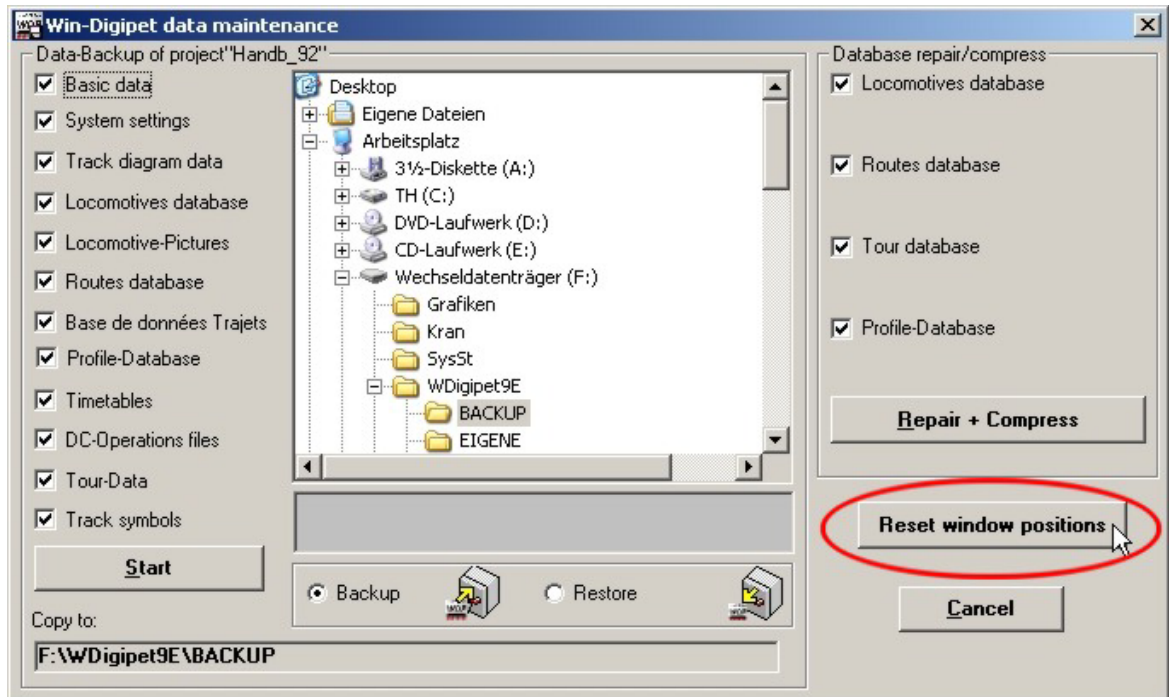 Win-Digipet data maintenance
Data-Backup of project"Handb_92"
Basic data
System settings
Track diagram data
Locomotives database
Locomotive-Pictures
Routes database
Base de données Trajets
Profile-Database
Timetables
DC-Operations files
Tour-Data
Track symbols
Start
Copy to:
F:\WDigipet9E\BACKUP
Desktop
Eigene Dateien
Arbeitsplatz
3½-Diskette (A:)
TH (C:)
DVD-Laufwerk (D:)
CD-Laufwerk (E:)
Wechseldatenträger (F:)
Grafiken
Kran
SysSt
WDigipet9E
BACKUP
EIGENE
Backup
Restore
Database repair/compress
Locomotives database
Routes database
Tour database
Profile-Database
Repair + Compress
Reset window positions
Cancel